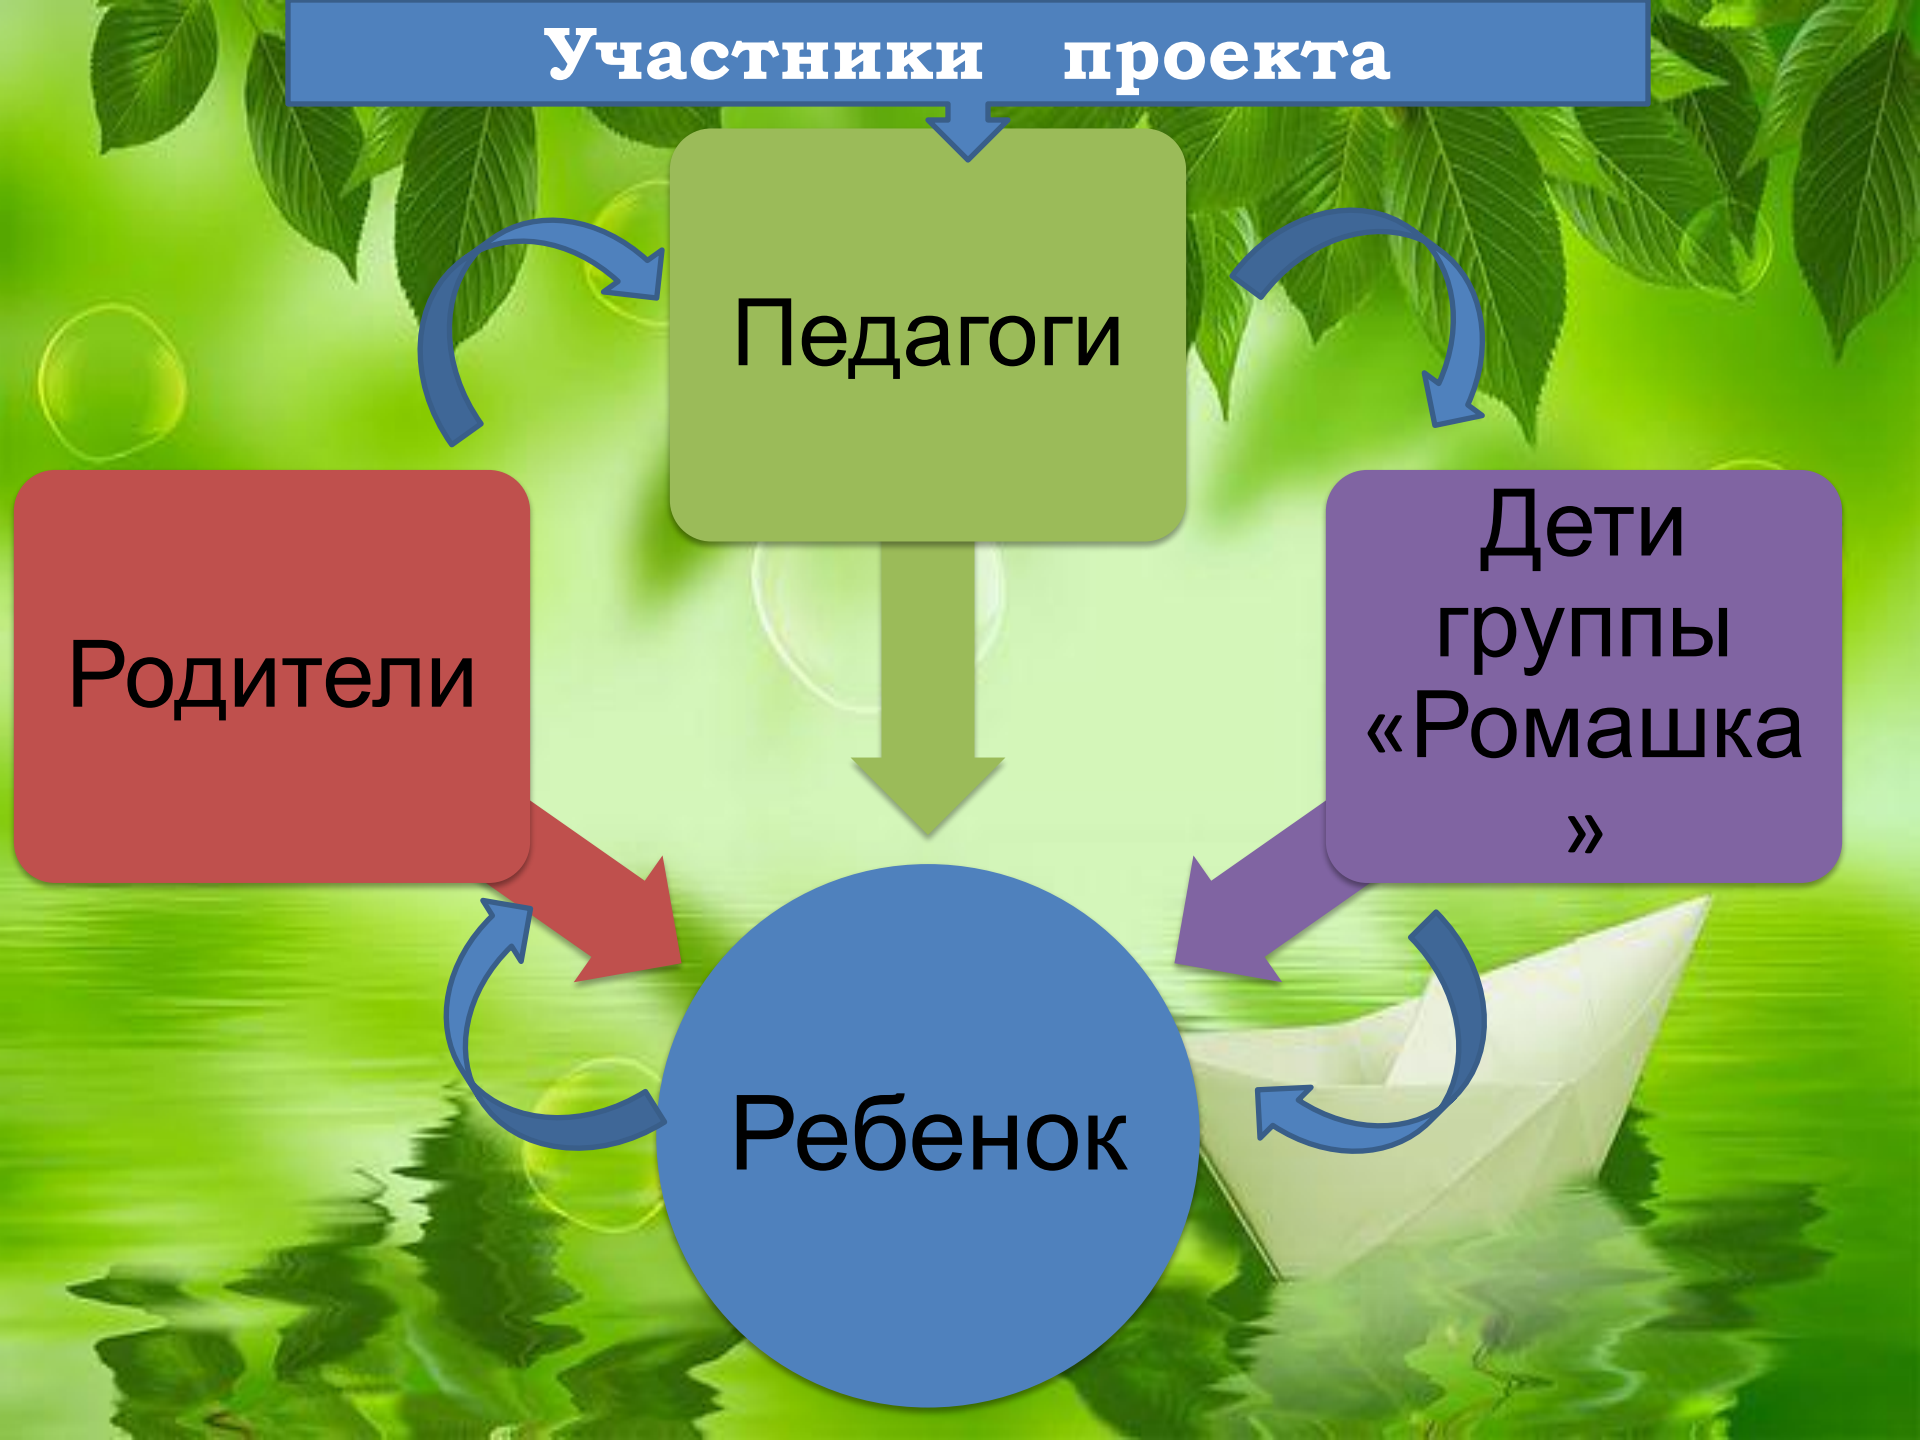 Участники проекта
Педагоги
Родители
Дети
группы
«Ромашка
»
Ребенок